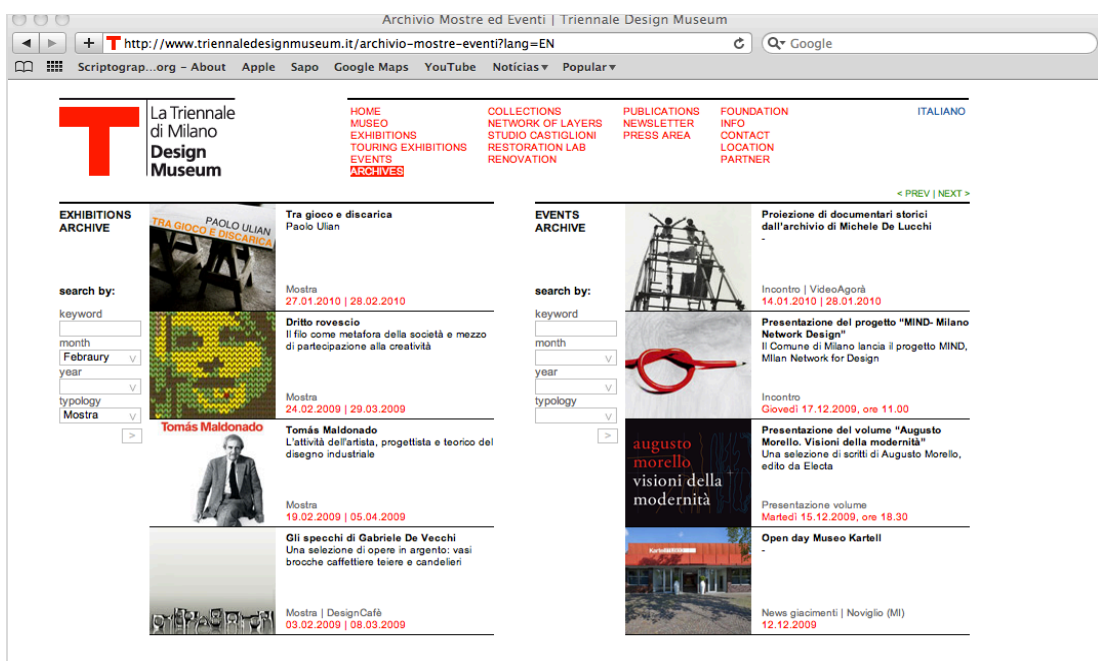 Archivio Mostre ed Eventi | Triennale Design Museum
http://www.triennaledesignmuseum.it/archivio-mostre-eventi?lang=EN
Google
Scriptograp...org – About Apple Sapo Google Maps YouTube Notícias Popular
La Triennale
di Milano
Design
Museum
HOME
MUSEO
EXHIBITIONS
TOURING EXHIBITIONS
EVENTS
ARCHIVES
COLLECTIONS
NETWORK OF LAYERS
STUDIO CASTIGLIONI
RESTORATION LAB
RENOVATION
PUBLICATIONS
NEWSLETTER
PRESS AREA
FOUNDATION
INFO
CONTACT
LOCATION
PARTNER
ITALIANO
< PREV | NEXT >
EXHIBITIONS
ARCHIVE
search by:
keyword
month
Febraury
year
typology
Mostra
>
PAOLO ULIAN
TRA GIOCO E DISCARICA
Tra gioco e discarica
Paolo Ulian
Mostra
27.01.2010 | 28.02.2010
Dritto rovescio
Il filo come metafora della società e mezzo
di partecipazione alla creatività
Mostra
24.02.2009 | 29.03.2009
Tomás Maldonado
Tomás Maldonado
L'attività dell'artista, progettista e teorico del
disegno industriale
Mostra
19.02.2009 | 05.04.2009
Gli specchi di Gabriele De Vecchi
Una selezione di opere in argento: vasi
brocche caffettiere teiere e candelieri
Mostra | DesignCafè
03.02.2009 | 08.03.2009
EVENTS
ARCHIVE
search by:
keyword
month
year
typology
>
Proiezione di documentari storici
dall'archivio di Michele De Lucchi
-
Incontro | VideoAgorà
14.01.2010 | 28.01.2010
Presentazione del progetto "MIND- Milano
Network Design"
Il Comune di Milano lancia il progetto MIND,
MIlan Network for Design
Incontro
Giovedì 17.12.2009, ore 11.00
augusto
morello
visioni della
modernità
Presentazione del volume "Augusto
Morello. Visioni della modernità"
Una selezione di scritti di Augusto Morello,
edito da Electa
Presentazione volume
Martedì 15.12.2009, ore 18.30
Kartell
Open day Museo Kartell
-
News giacimenti | Noviglio (MI)
12.12.2009